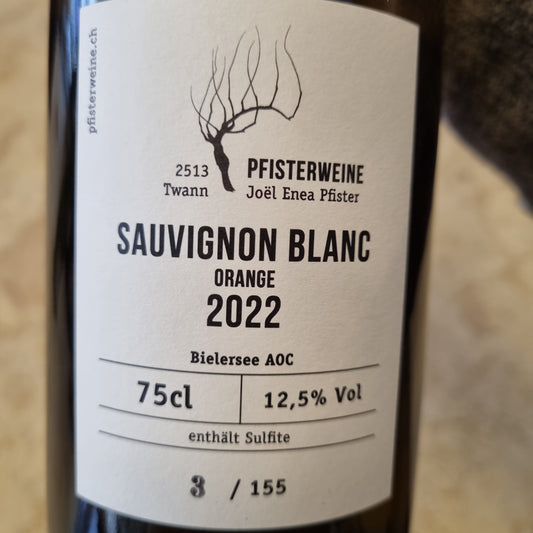 pfisterweine.ch
2513
Twann
PFISTERWEINE
Joël Enea Pfister
SAUVIGNON BLANC
ORANGE
2022
Bielersee AOC
75cl
12,5% Vol
enthält Sulfite
3 / 155